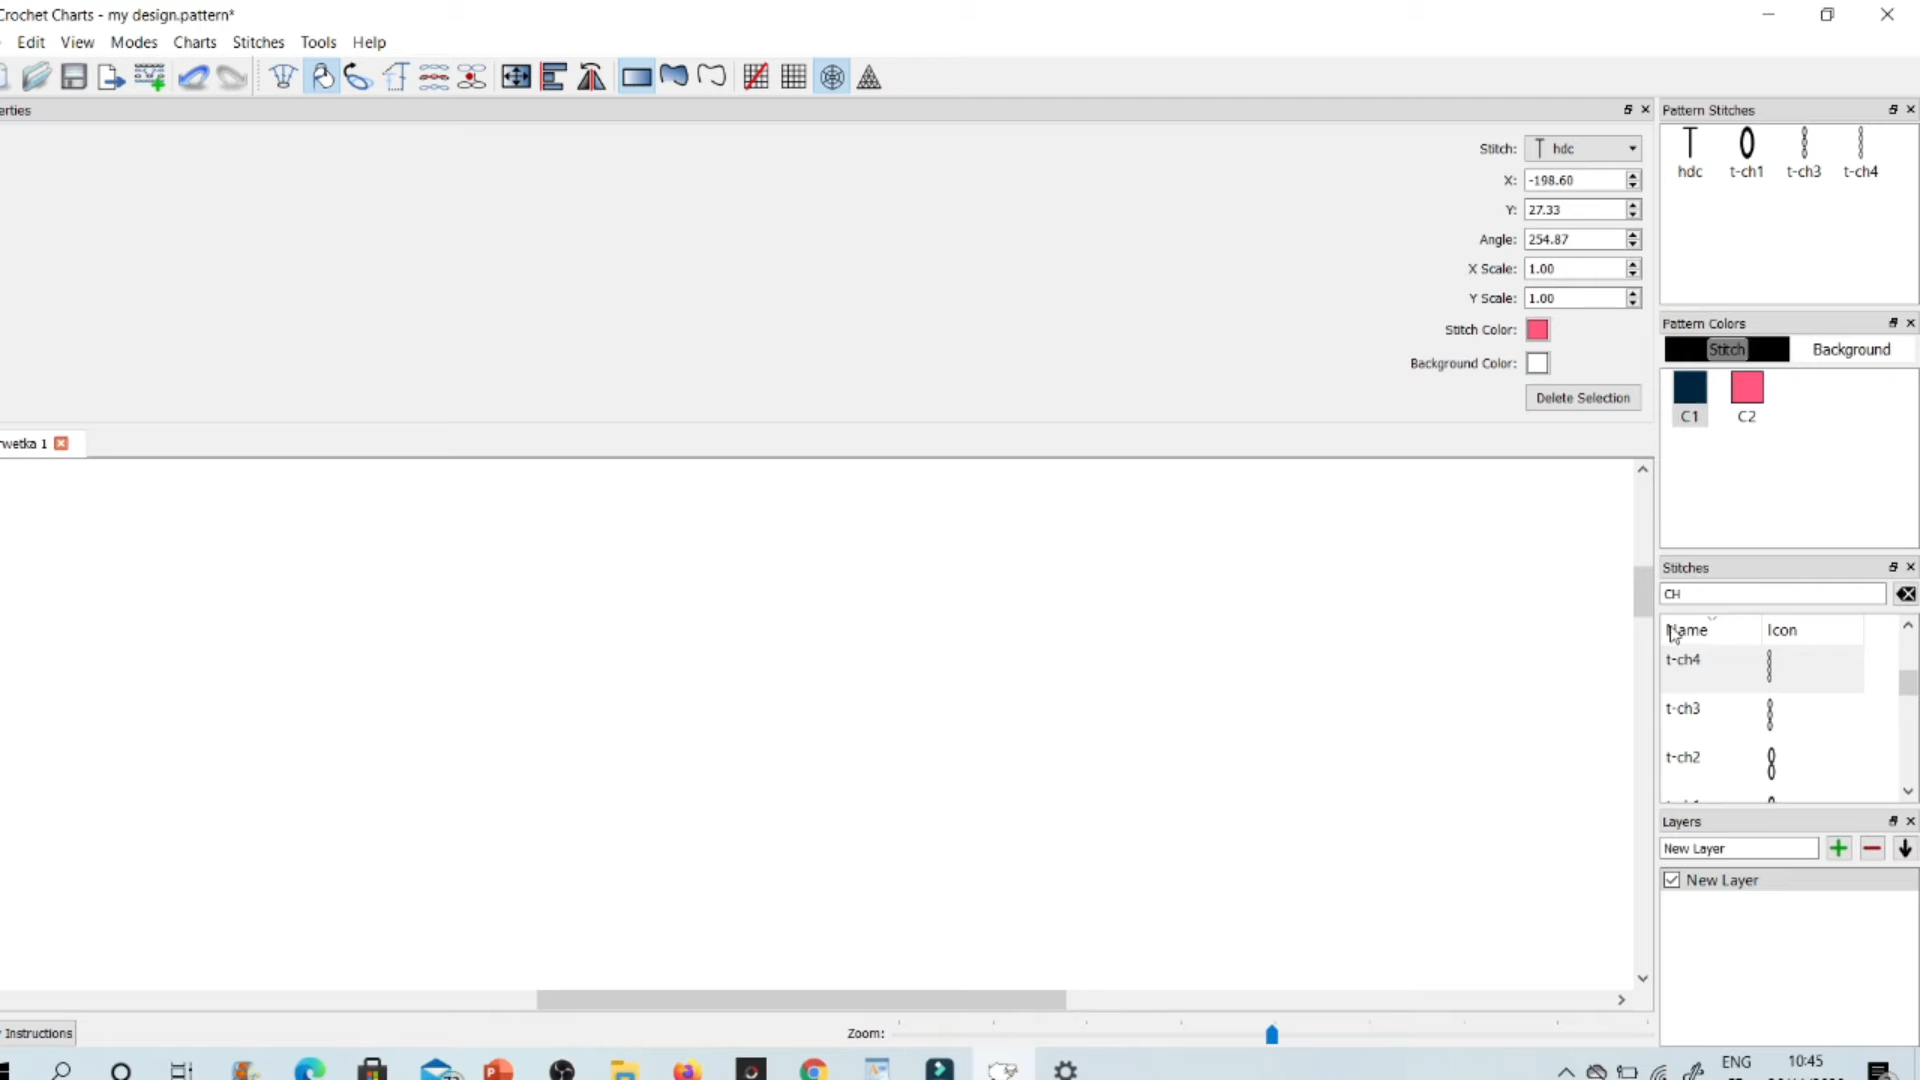 Crochet Charts - my design.pattern*
Edit View Modes Charts Stitches Tools Help
erties
Stitch: hdc
X: -198.60
Y: 27.33
Angle: 254.87
X Scale: 1.00
Y Scale: 1.00
Stitch Color:
Background Color:
Delete Selection
rwetka 1
Pattern Stitches
hdc t-ch1 t-ch3 t-ch4
Pattern Colors
Stitch Background
C1 C2
Stitches
CH
Name Icon
t-ch4
t-ch3
t-ch2
Layers
New Layer
New Layer
Instructions
Zoom:
ENG 10:45